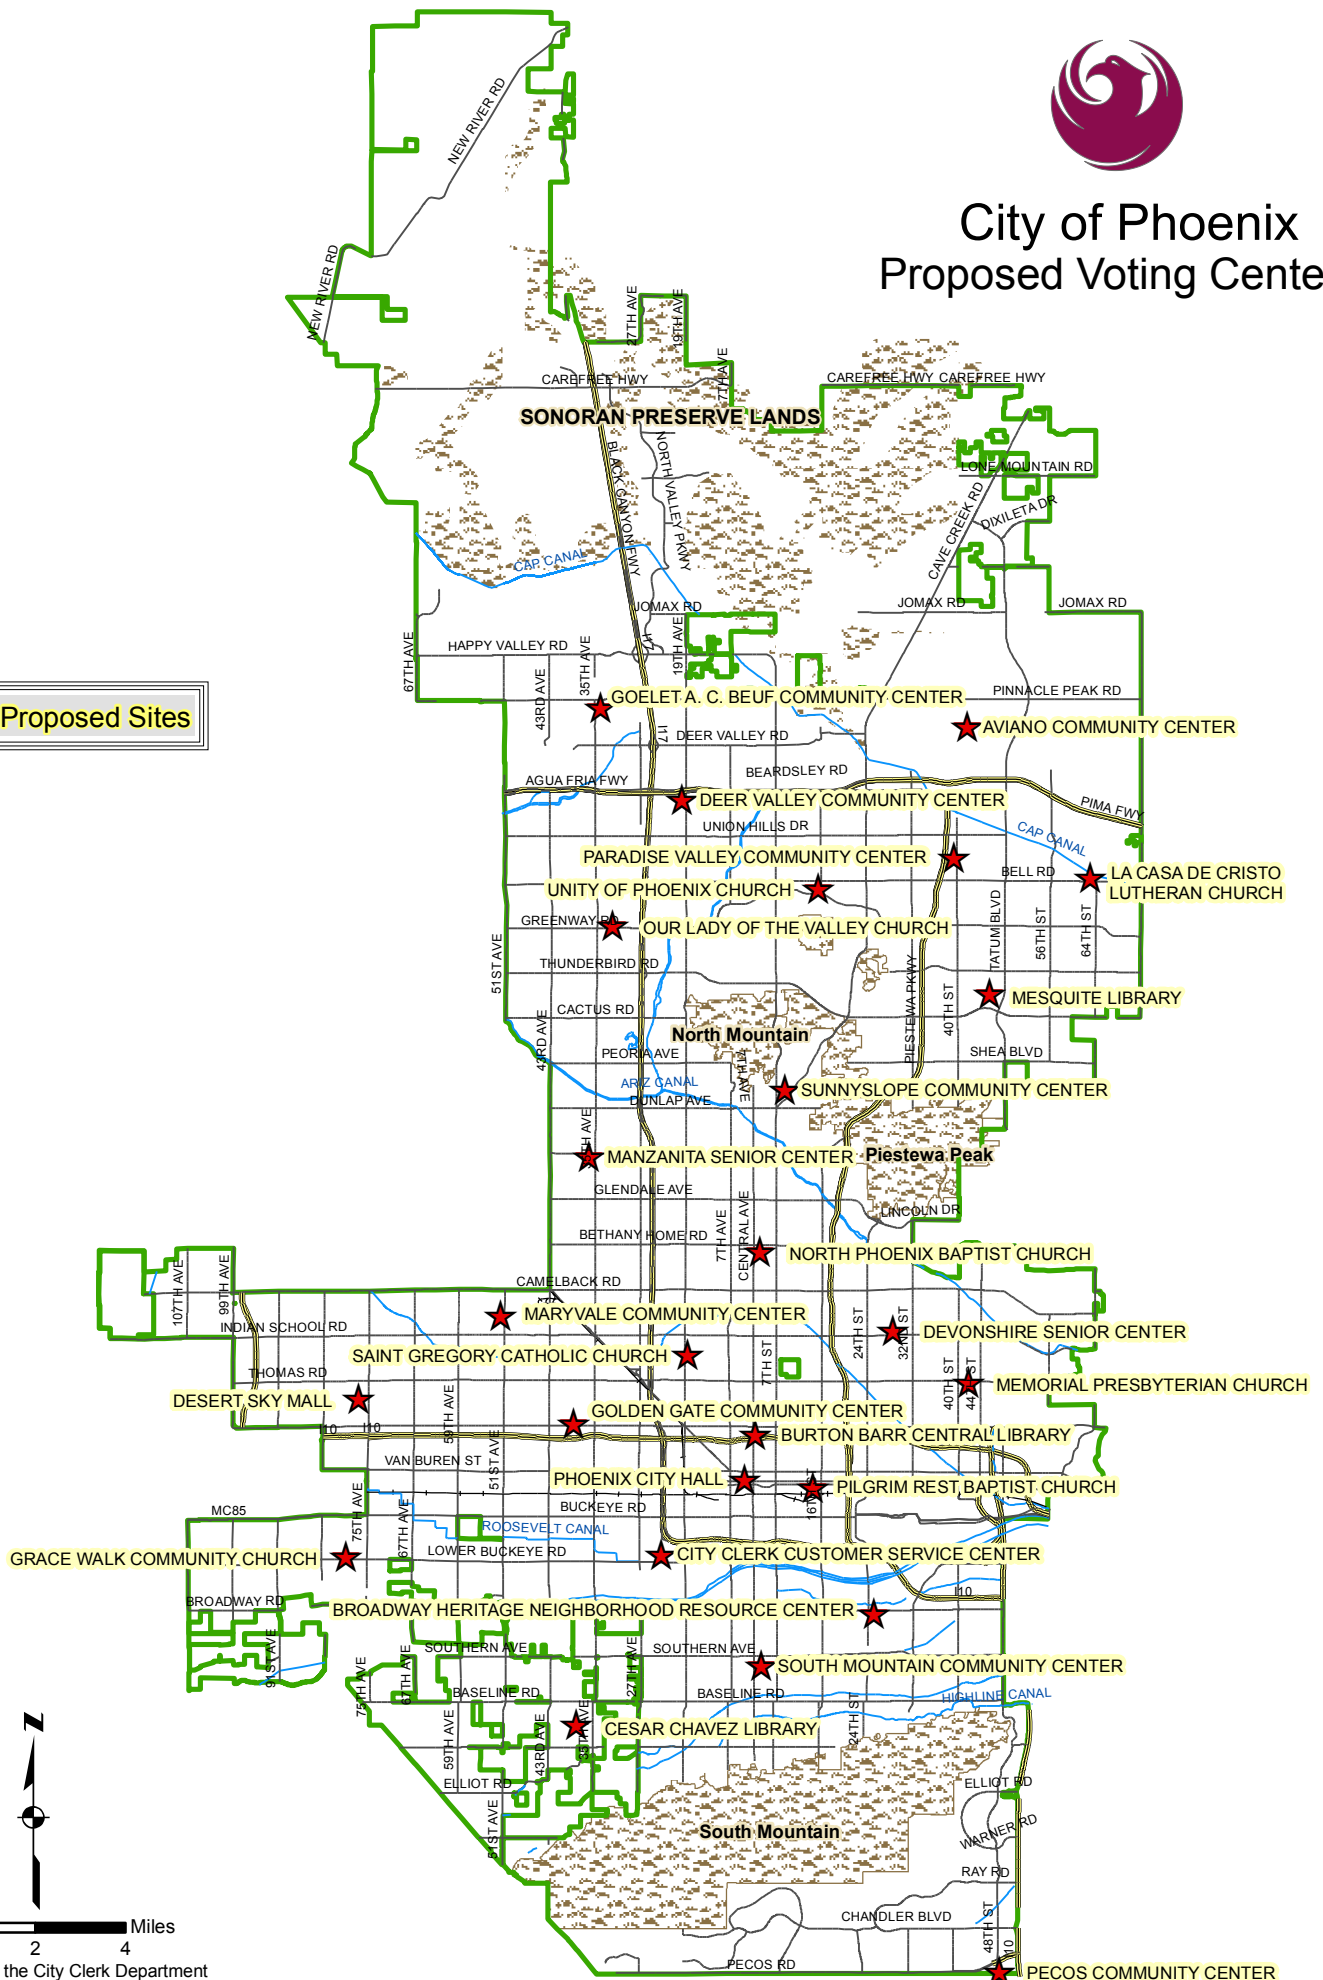 City of Phoenix
Proposed Voting Cente
NEW RIVER RD
NEW RIVER RD
27TH AVE
19TH AVE
7TH AVE
CAREFREE HWY
CAREFREE HWY
CAREFREE HWY
SONORAN PRESERVE LANDS
BLACK CANYON FWY
NORTH VALLEY PKWY
LONE MOUNTAIN RD
CAVE CREEK RD
DIXILETA DR
CAP CANAL
JOMAX RD
JOMAX RD
JOMAX RD
67TH AVE
HAPPY VALLEY RD
I17
19TH AVE
35TH AVE
43RD AVE
Proposed Sites
GOELET A. C. BEUF COMMUNITY CENTER
PINNACLE PEAK RD
AVIANO COMMUNITY CENTER
I17
DEER VALLEY RD
BEARDSLEY RD
AGUA FRIA FWY
DEER VALLEY COMMUNITY CENTER
PIMA FWY
UNION HILLS DR
CAP CANAL
PARADISE VALLEY COMMUNITY CENTER
BELL RD
LA CASA DE CRISTO
LUTHERAN CHURCH
UNITY OF PHOENIX CHURCH
GREENWAY RD
OUR LADY OF THE VALLEY CHURCH
TATUM BLVD
56TH ST
64TH ST
51ST AVE
THUNDERBIRD RD
MESQUITE LIBRARY
CACTUS RD
PIESTEWA PKWY
40TH ST
43RD AVE
North Mountain
PEORIA AVE
SHEA BLVD
7TH AVE
ARIZ CANAL
SUNNYSLOPE COMMUNITY CENTER
DUNLAP AVE
MANZANITA SENIOR CENTER
Piestewa Peak
GLENDALE AVE
LINCOLN DR
BETHANY HOME RD
7TH AVE
CENTRAL AVE
NORTH PHOENIX BAPTIST CHURCH
107TH AVE
99TH AVE
CAMELBACK RD
MARYVALE COMMUNITY CENTER
INDIAN SCHOOL RD
24TH ST
32ND ST
DEVONSHIRE SENIOR CENTER
SAINT GREGORY CATHOLIC CHURCH
7TH ST
THOMAS RD
40TH ST
44TH ST
MEMORIAL PRESBYTERIAN CHURCH
DESERT SKY MALL
59TH AVE
GOLDEN GATE COMMUNITY CENTER
I10
I10
BURTON BARR CENTRAL LIBRARY
VAN BUREN ST
51ST AVE
PHOENIX CITY HALL
PILGRIM REST BAPTIST CHURCH
MC85
75TH AVE
67TH AVE
BUCKEYE RD
ROOSEVELT CANAL
GRACE WALK COMMUNITY CHURCH
LOWER BUCKEYE RD
CITY CLERK CUSTOMER SERVICE CENTER
I10
BROADWAY RD
BROADWAY HERITAGE NEIGHBORHOOD RESOURCE CENTER
91ST AVE
SOUTHERN AVE
SOUTHERN AVE
27TH AVE
75TH AVE
67TH AVE
SOUTH MOUNTAIN COMMUNITY CENTER
BASELINE RD
BASELINE RD
HIGHLINE CANAL
24TH ST
59TH AVE
43RD AVE
35TH AVE
CESAR CHAVEZ LIBRARY
ELLIOT RD
ELLIOT RD
51ST AVE
South Mountain
WARNER RD
RAY RD
CHANDLER BLVD
48TH ST
I10
PECOS RD
PECOS COMMUNITY CENTER
Miles
2
4
the City Clerk Department